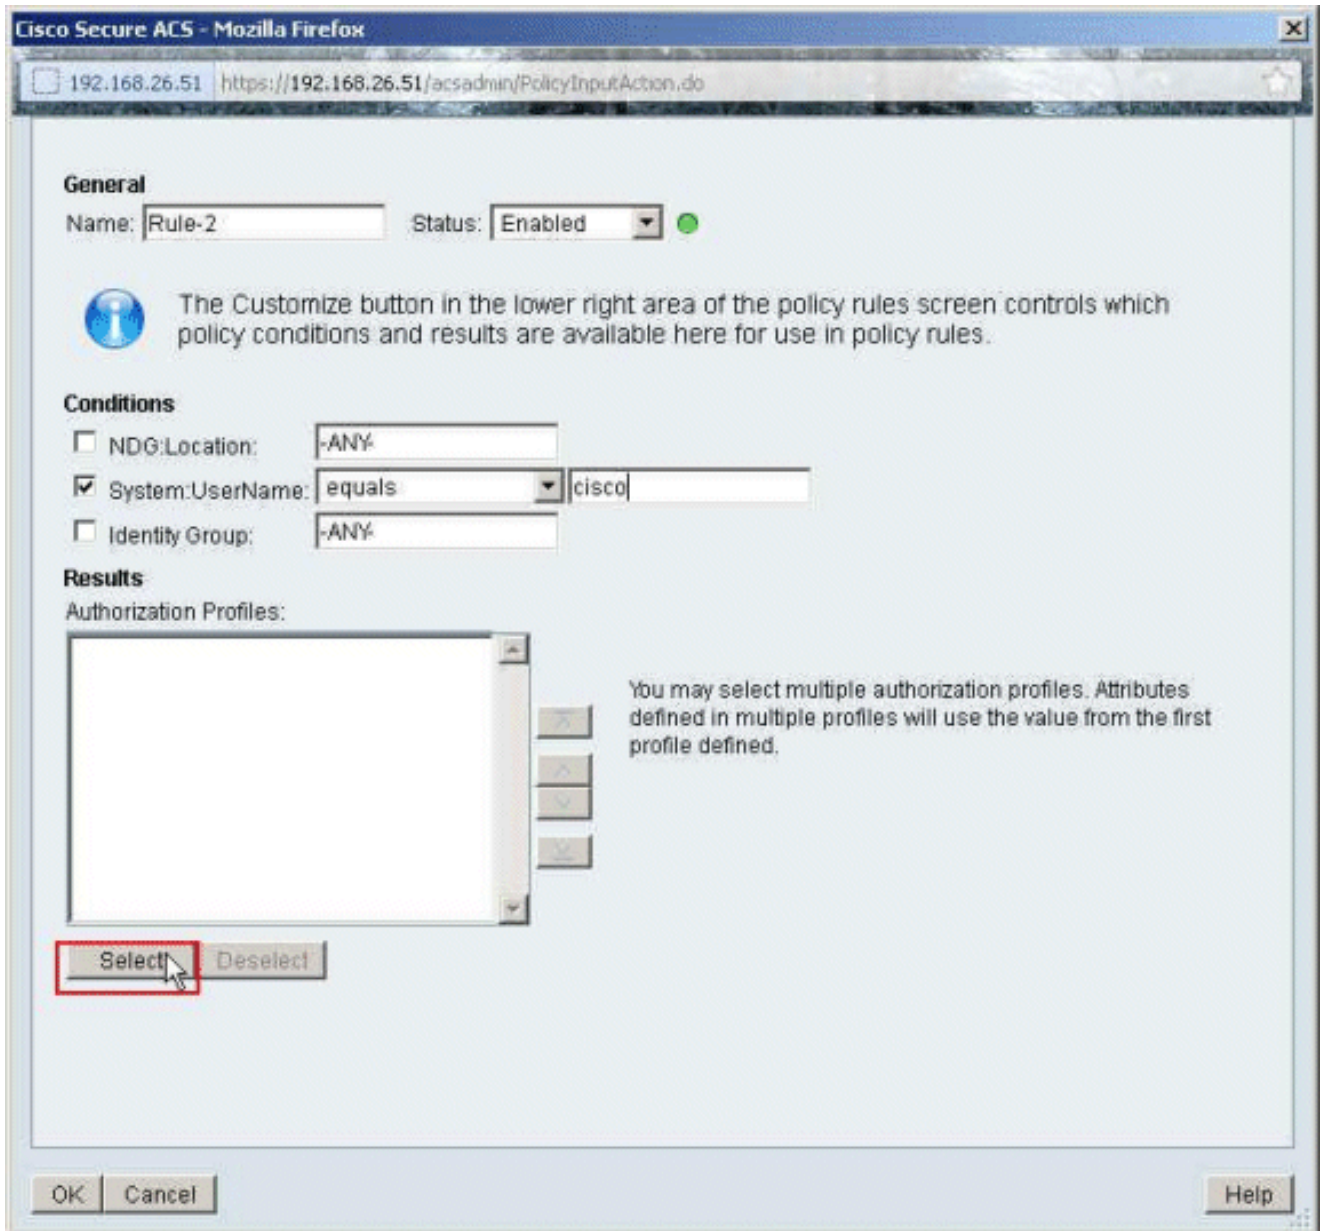 Cisco Secure ACS - Mozilla Firefox
192.168.26.51 https://192.168.26.51/acsadmin/PolicyInputAction.do
General
Name: Rule-2 Status: Enabled
The Customize button in the lower right area of the policy rules screen controls which
policy conditions and results are available here for use in policy rules.
Conditions
NDG:Location: -ANY-
System:UserName: equals cisco
Identity Group: -ANY-
Results
Authorization Profiles:
You may select multiple authorization profiles. Attributes
defined in multiple profiles will use the value from the first
profile defined.
Select Deselect
OK Cancel Help